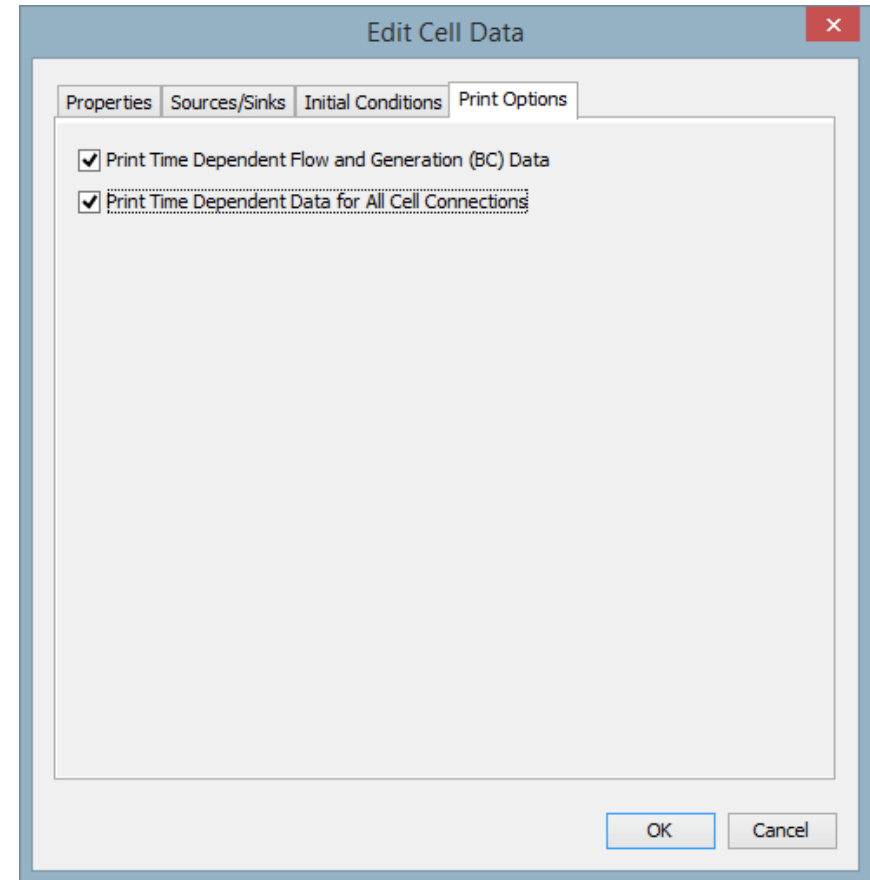 Edit Cell Data
Properties Sources/Sinks Initial Conditions Print Options
Print Time Dependent Flow and Generation (BC) Data
Print Time Dependent Data for All Cell Connections
OK Cancel